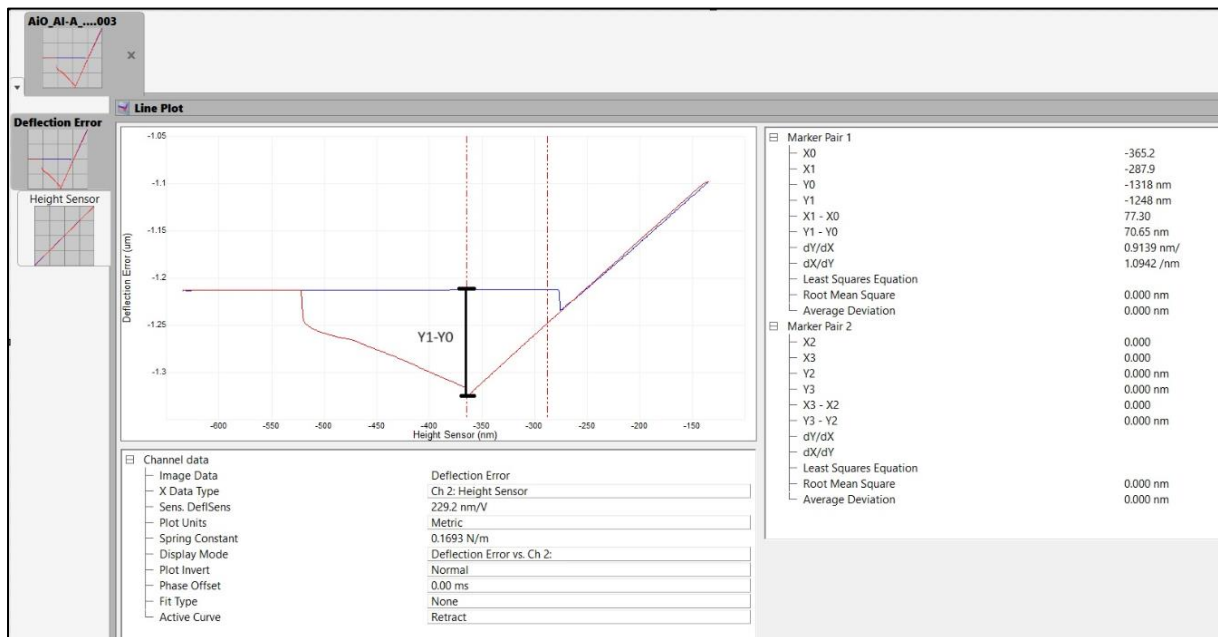 AiO_Al-A_....003
Deflection Error
Height Sensor
Line Plot
-1.05
-1.1
-1.15
-1.2
-1.25
-1.3
Deflection Error (um)
Y1-Y0
-600 -550 -500 -450 -400 -350 -300 -250 -200 -150
Height Sensor (nm)
Marker Pair 1
X0 -365.2
X1 -287.9
Y0 -1318 nm
Y1 -1248 nm
X1 - X0 77.30
Y1 - Y0 70.65 nm
dY/dX 0.9139 nm/
dX/dY 1.0942 /nm
Least Squares Equation
Root Mean Square 0.000 nm
Average Deviation 0.000 nm
Marker Pair 2
X2 0.000
X3 0.000
Y2 0.000 nm
Y3 0.000 nm
X3 - X2 0.000
Y3 - Y2 0.000 nm
dY/dX
dX/dY
Least Squares Equation
Root Mean Square 0.000 nm
Average Deviation 0.000 nm
Channel data
Image Data Deflection Error
X Data Type Ch 2: Height Sensor
Sens. DeflSens 229.2 nm/V
Plot Units Metric
Spring Constant 0.1693 N/m
Display Mode Deflection Error vs. Ch 2:
Plot Invert Normal
Phase Offset 0.00 ms
Fit Type None
Active Curve Retract